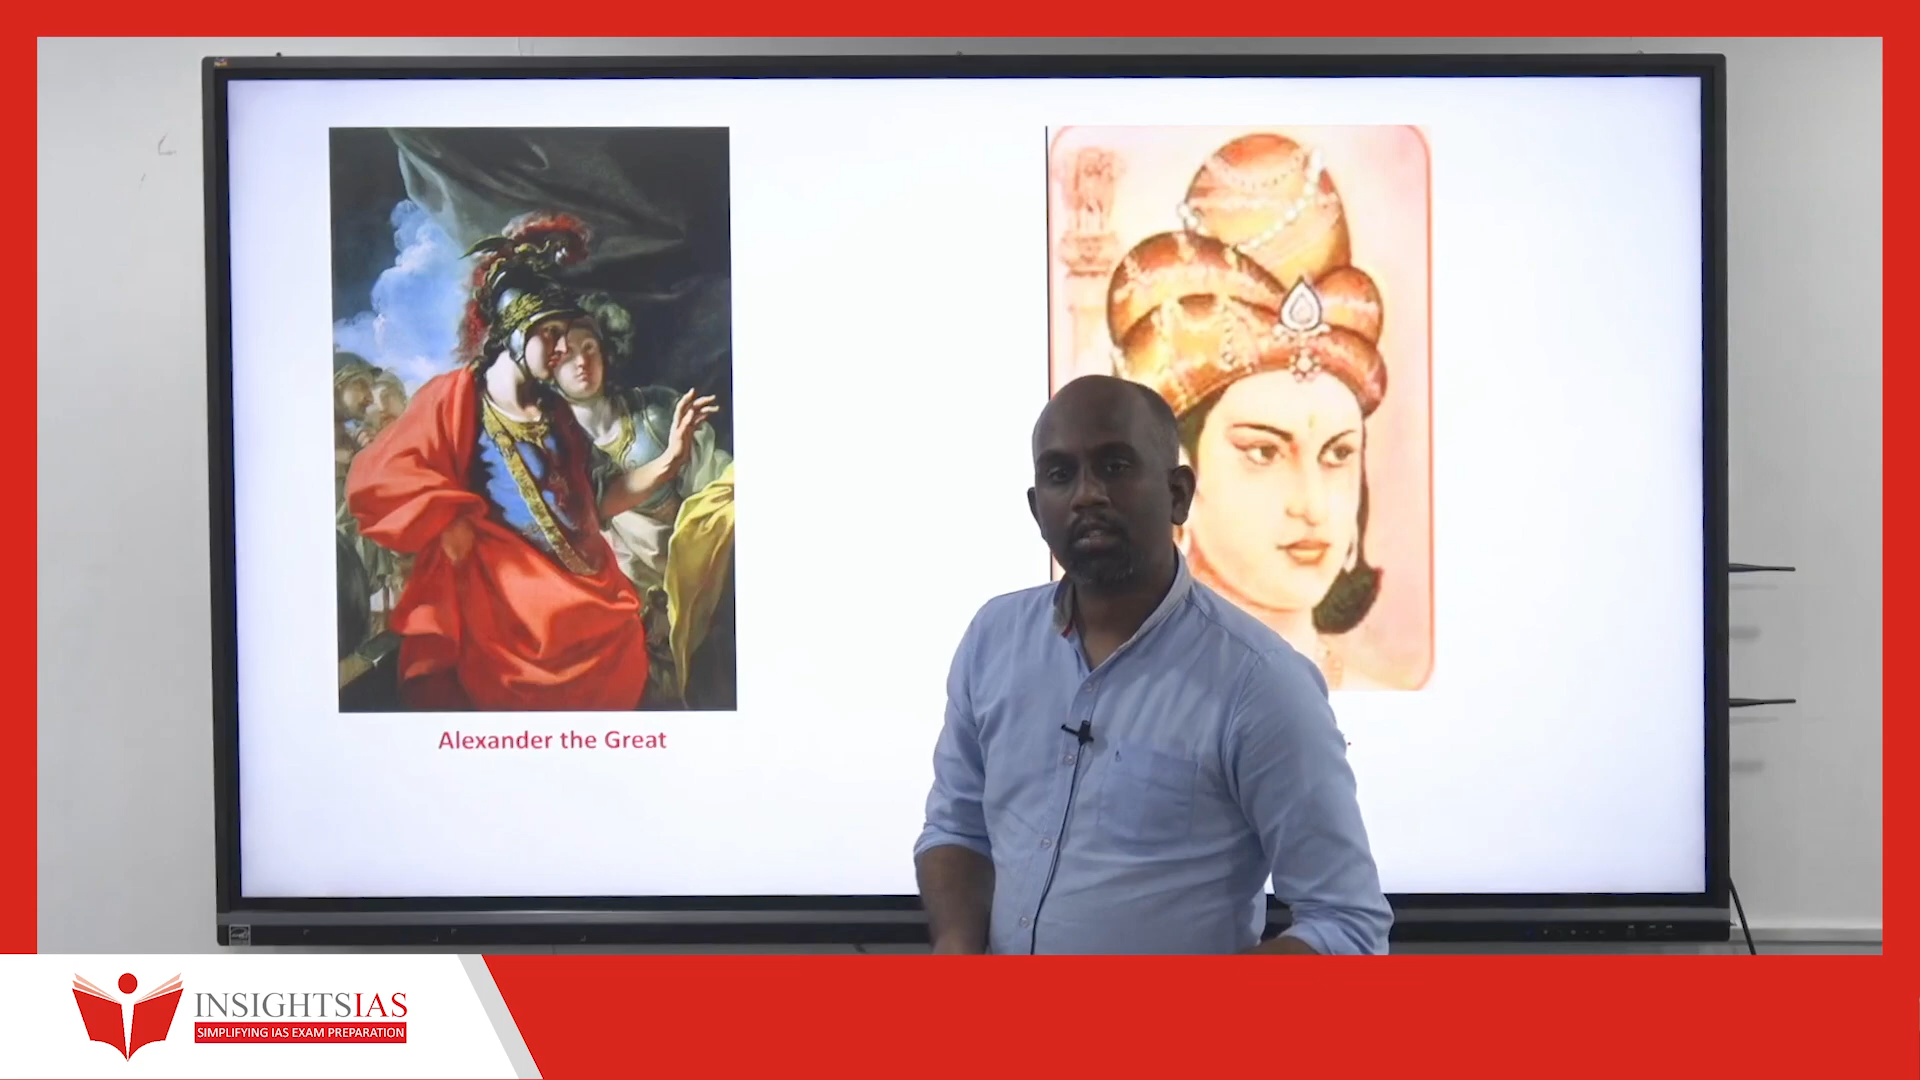 Alexander the Great
INSIGHTSIAS
SIMPLIFYING IAS EXAM PREPARATION